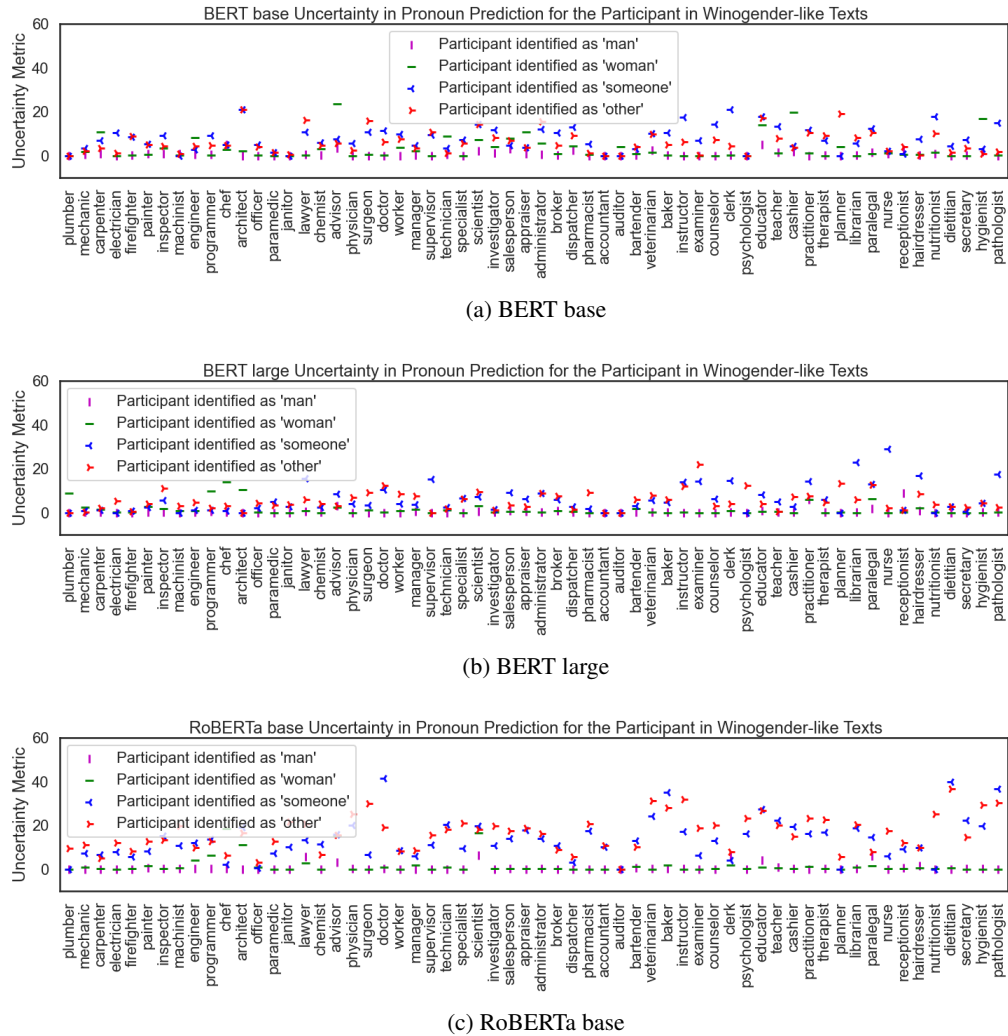 BERT base Uncertainty in Pronoun Prediction for the Participant in Winogender-like Texts
Uncertainty Metric
60
40
20
0
Participant identified as 'man'
Participant identified as 'woman'
Participant identified as 'someone'
Participant identified as 'other'
plumber
mechanic
carpenter
electrician
firefighter
painter
inspector
machinist
engineer
programmer
chef
architect
officer
paramedic
janitor
lawyer
chemist
advisor
physician
surgeon
doctor
worker
manager
supervisor
technician
specialist
scientist
investigator
salesperson
appraiser
administrator
broker
dispatcher
pharmacist
accountant
auditor
bartender
veterinarian
baker
instructor
examiner
counselor
clerk
psychologist
educator
teacher
cashier
practitioner
therapist
planner
librarian
paralegal
nurse
receptionist
hairdresser
nutritionist
dietitian
secretary
hygienist
pathologist
(a) BERT base
BERT large Uncertainty in Pronoun Prediction for the Participant in Winogender-like Texts
Uncertainty Metric
60
40
20
0
Participant identified as 'man'
Participant identified as 'woman'
Participant identified as 'someone'
Participant identified as 'other'
plumber
mechanic
carpenter
electrician
firefighter
painter
inspector
machinist
engineer
programmer
chef
architect
officer
paramedic
janitor
lawyer
chemist
advisor
physician
surgeon
doctor
worker
manager
supervisor
technician
specialist
scientist
investigator
salesperson
appraiser
administrator
broker
dispatcher
pharmacist
accountant
auditor
bartender
veterinarian
baker
instructor
examiner
counselor
clerk
psychologist
educator
teacher
cashier
practitioner
therapist
planner
librarian
paralegal
nurse
receptionist
hairdresser
nutritionist
dietitian
secretary
hygienist
pathologist
(b) BERT large
RoBERTa base Uncertainty in Pronoun Prediction for the Participant in Winogender-like Texts
Uncertainty Metric
60
40
20
0
Participant identified as 'man'
Participant identified as 'woman'
Participant identified as 'someone'
Participant identified as 'other'
plumber
mechanic
carpenter
electrician
firefighter
painter
inspector
machinist
engineer
programmer
chef
architect
officer
paramedic
janitor
lawyer
chemist
advisor
physician
surgeon
doctor
worker
manager
supervisor
technician
specialist
scientist
investigator
salesperson
appraiser
administrator
broker
dispatcher
pharmacist
accountant
auditor
bartender
veterinarian
baker
instructor
examiner
counselor
clerk
psychologist
educator
teacher
cashier
practitioner
therapist
planner
librarian
paralegal
nurse
receptionist
hairdresser
nutritionist
dietitian
secretary
hygienist
pathologist
(c) RoBERTa base